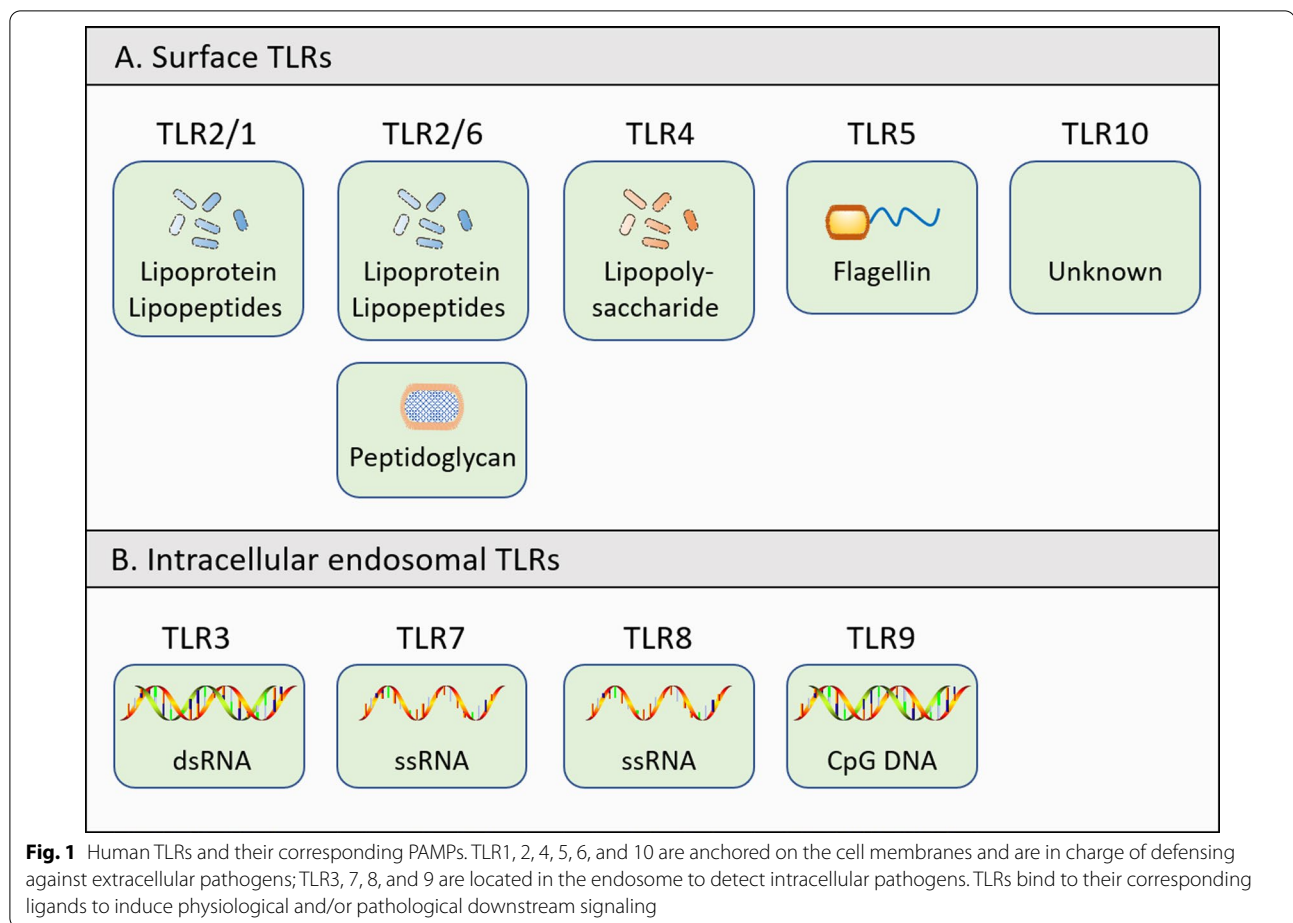 A. Surface TLRs
TLR2/1
TLR2/6
TLR4
TLR5
TLR10
Lipoprotein
Lipopeptides
Lipoprotein
Lipopeptides
Lipopoly-
saccharide
Flagellin
Unknown
Peptidoglycan
B. Intracellular endosomal TLRs
TLR3
TLR7
TLR8
TLR9
dsRNA
ssRNA
ssRNA
CpG DNA
Fig. 1 Human TLRs and their corresponding PAMPs. TLR1, 2, 4, 5, 6, and 10 are anchored on the cell membranes and are in charge of defensing
against extracellular pathogens; TLR3, 7, 8, and 9 are located in the endosome to detect intracellular pathogens. TLRs bind to their corresponding
ligands to induce physiological and/or pathological downstream signaling